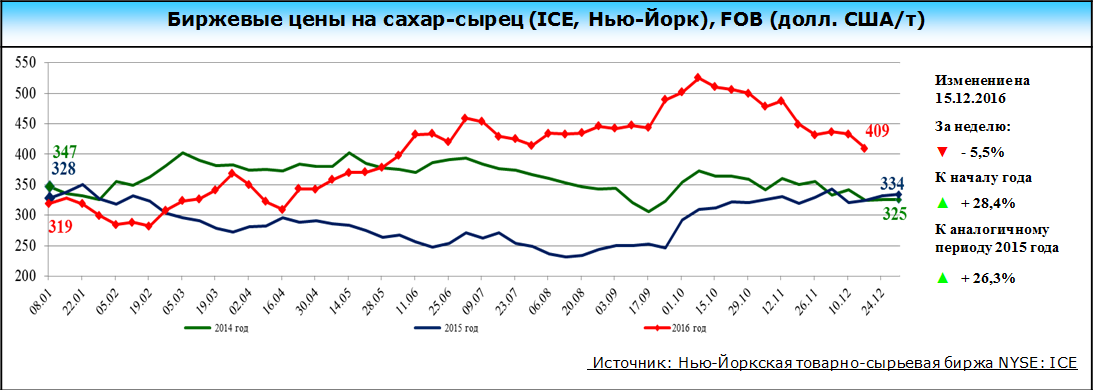 Биржевые цены на сахар-сырец (ICE, Нью-Йорк), FOB (долл. США/т)
550
500
450
400
350
300
250
200
347
328
319
409
334
325
08.01 22.01 05.02 19.02 05.03 19.03 02.04 16.04 30.04 14.05 28.05 11.06 25.06 09.07 23.07 06.08 20.08 03.09 17.09 01.10 15.10 29.10 12.11 26.11 10.12 24.12
2014 год 2015 год 2016 год
Изменение на
15.12.2016
За неделю:
- 5,5%
К началу года
+ 28,4%
К аналогичному
периоду 2015 года
+ 26,3%
Источник: Нью-Йоркская товарно-сырьевая биржа NYSE: ICE